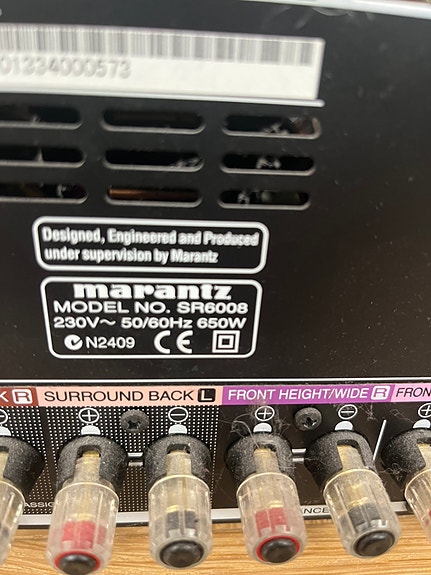 01234000573
Designed, Engineered and Produced
under supervision by Marantz
marantz
MODEL NO. SR6008
230V~ 50/60Hz 650W
N2409 CE
R SURROUND BACK L FRONT HEIGHT/WIDE R FRON
+ - + -